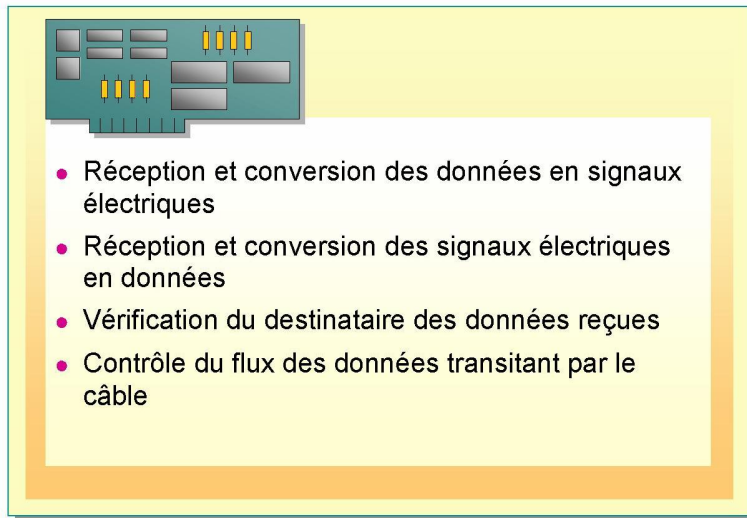 Réception et conversion des données en signaux
électriques
Réception et conversion des signaux électriques
en données
Vérification du destinataire des données reçues
Contrôle du flux des données transitant par le
câble